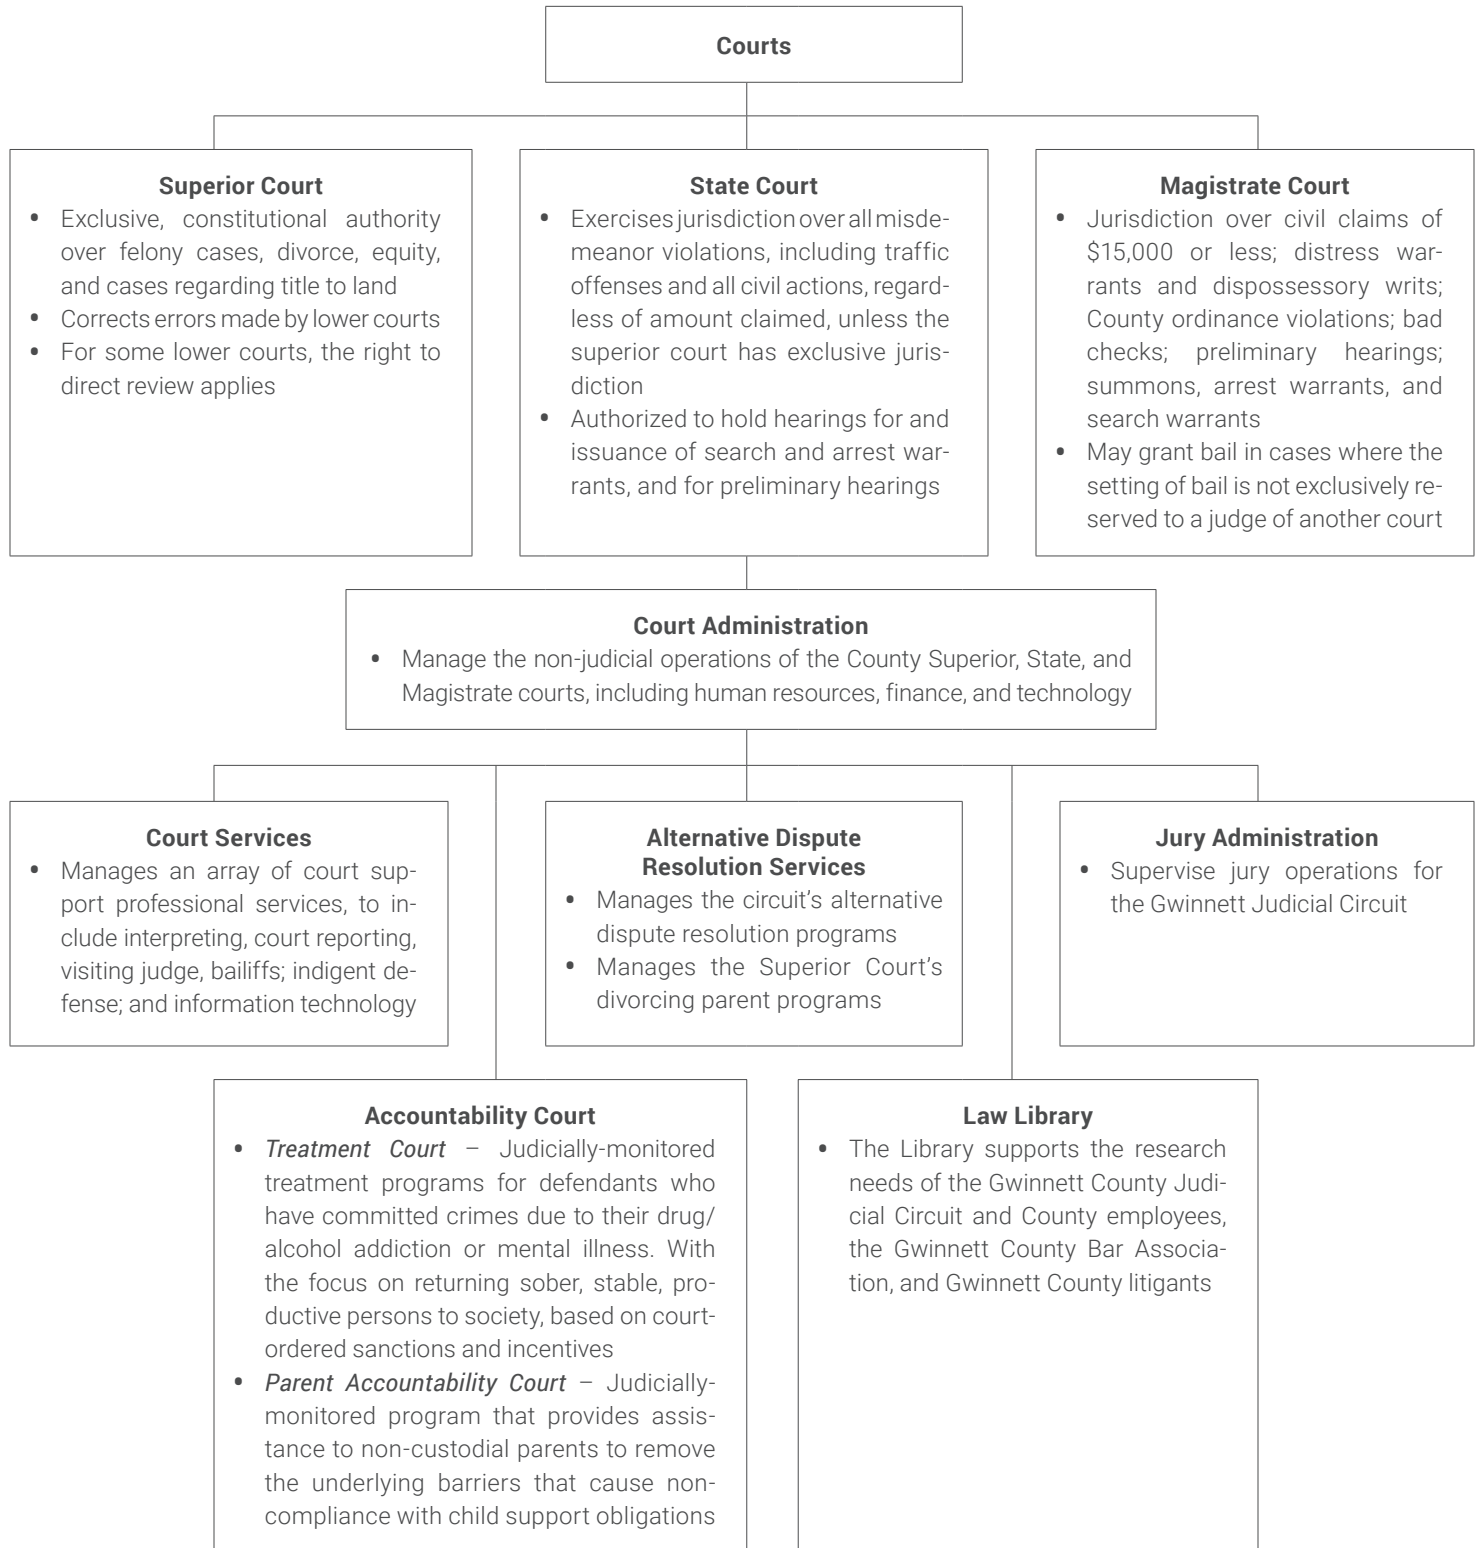 Courts
Superior Court
• Exclusive, constitutional authority
over felony cases, divorce, equity,
and cases regarding title to land
• Corrects errors made by lower courts
• For some lower courts, the right to
direct review applies
State Court
• Exercises jurisdiction over all misde-
meanor violations, including traffic
offenses and all civil actions, regard-
less of amount claimed, unless the
superior court has exclusive juris-
diction
• Authorized to hold hearings for and
issuance of search and arrest war-
rants, and for preliminary hearings
Magistrate Court
• Jurisdiction over civil claims of
$15,000 or less; distress war-
rants and dispossessory writs;
County ordinance violations; bad
checks; preliminary hearings;
summons, arrest warrants, and
search warrants
• May grant bail in cases where the
setting of bail is not exclusively re-
served to a judge of another court
Court Administration
• Manage the non-judicial operations of the County Superior, State, and
Magistrate courts, including human resources, finance, and technology
Court Services
• Manages an array of court sup-
port professional services, to in-
clude interpreting, court reporting,
visiting judge, bailiffs; indigent de-
fense; and information technology
Alternative Dispute
Resolution Services
• Manages the circuit’s alternative
dispute resolution programs
• Manages the Superior Court’s
divorcing parent programs
Jury Administration
• Supervise jury operations for
the Gwinnett Judicial Circuit
Accountability Court
• Treatment Court – Judicially-monitored
treatment programs for defendants who
have committed crimes due to their drug/
alcohol addiction or mental illness. With
the focus on returning sober, stable, pro-
ductive persons to society, based on court-
ordered sanctions and incentives
• Parent Accountability Court – Judicially-
monitored program that provides assis-
tance to non-custodial parents to remove
the underlying barriers that cause non-
compliance with child support obligations
Law Library
• The Library supports the research
needs of the Gwinnett County Judi-
cial Circuit and County employees,
the Gwinnett County Bar Associa-
tion, and Gwinnett County litigants